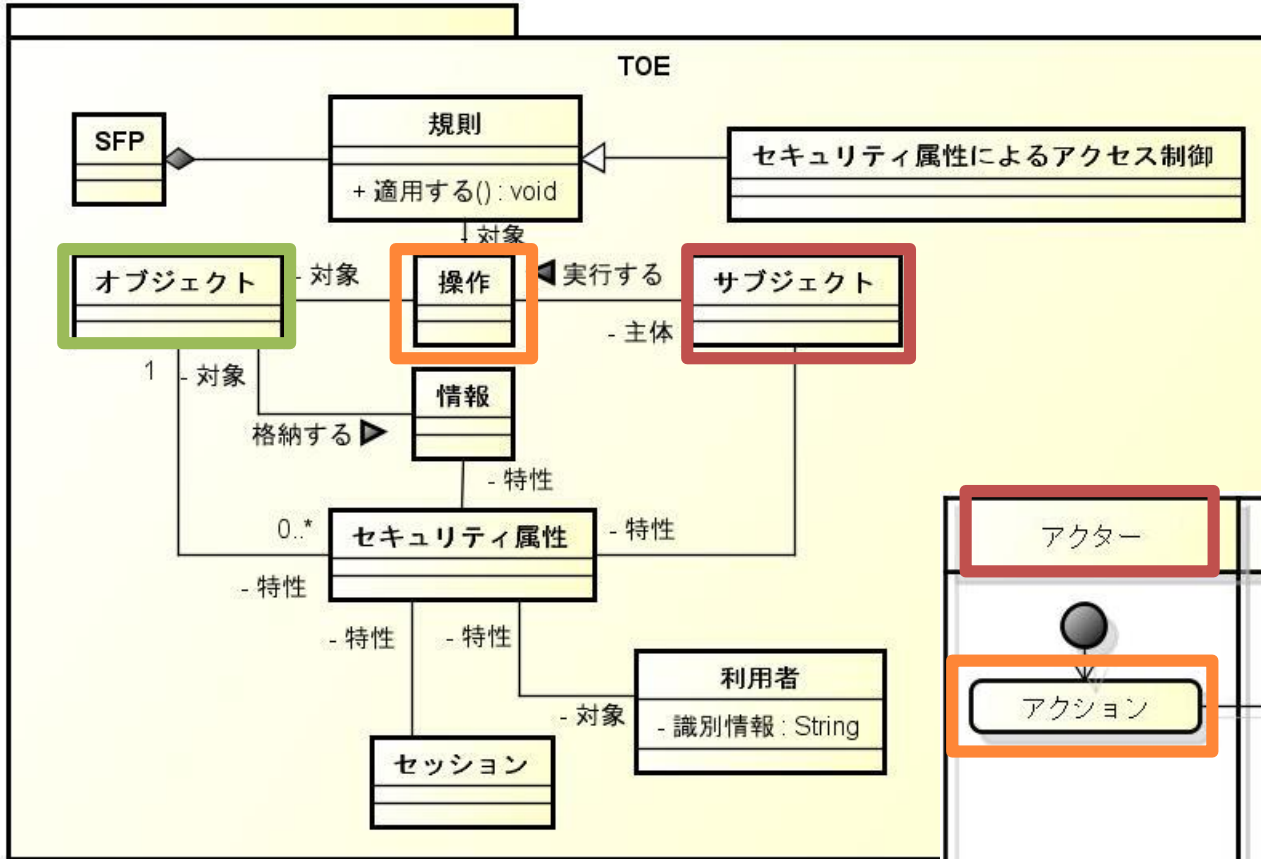 TOE
SFP
規則
+ 適用する() : void
セキュリティ属性によるアクセス制御
- 対象
オブジェクト
- 対象
操作
実行する
サブジェクト
- 主体
1
- 対象
情報
格納する
- 特性
0..*
セキュリティ属性
- 特性
- 特性
- 特性
- 特性
利用者
- 識別情報 : String
- 対象
セッション
アクター
アクション